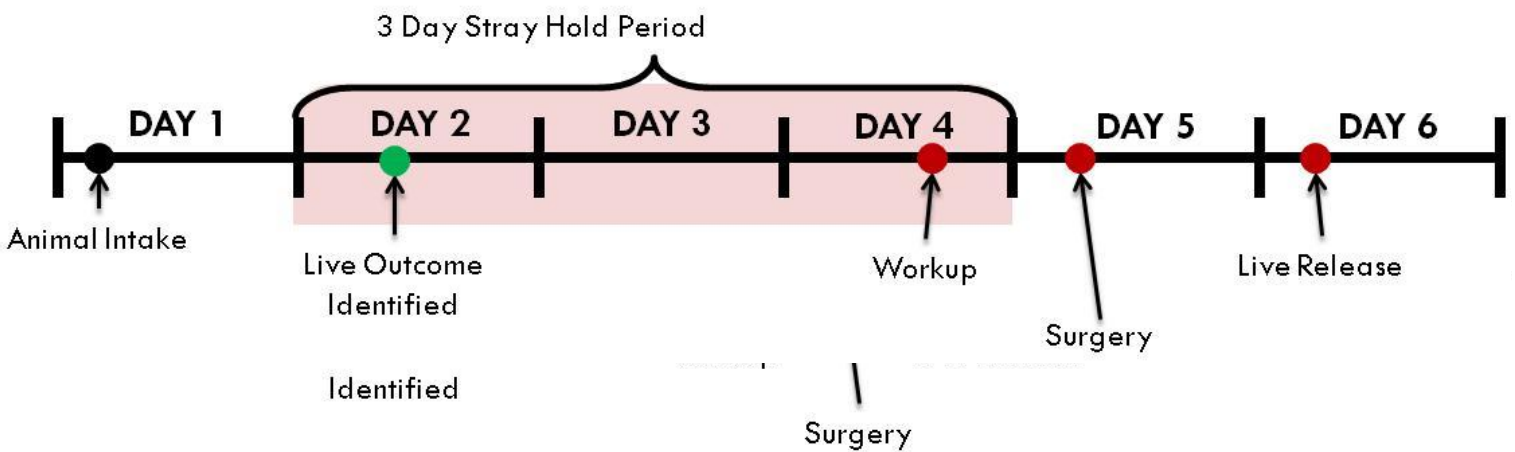 3 Day Stray Hold Period
DAY 1 DAY 2 DAY 3 DAY 4 DAY 5 DAY 6
Animal Intake
Live Outcome
Identified
Workup
Live Release
Surgery
Identified
Surgery